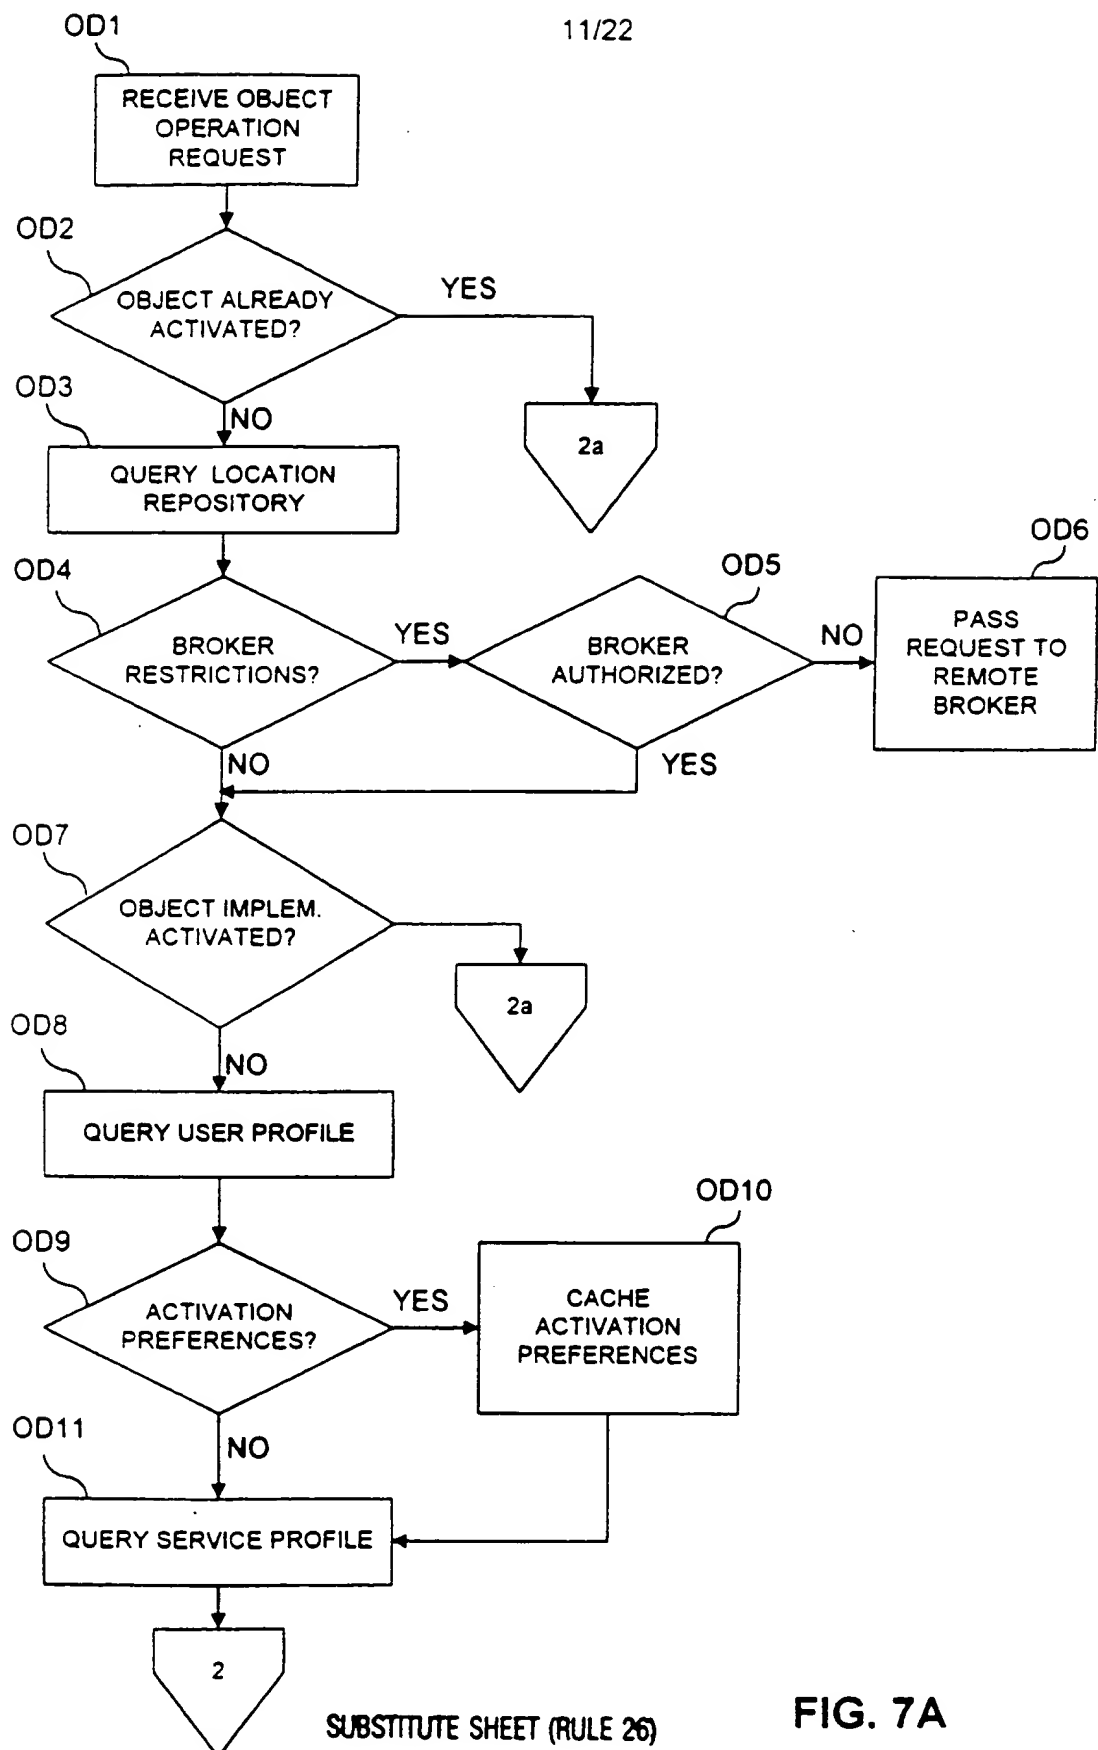 OD1
11/22
RECEIVE OBJECT
OPERATION
REQUEST
OD2
OBJECT ALREADY
ACTIVATED?
YES
2a
NO
OD3
QUERY LOCATION
REPOSITORY
OD4
BROKER
RESTRICTIONS?
YES
OD5
BROKER
AUTHORIZED?
NO
OD6
PASS
REQUEST TO
REMOTE
BROKER
NO
YES
OD7
OBJECT IMPLEM.
ACTIVATED?
2a
NO
OD8
QUERY USER PROFILE
OD9
ACTIVATION
PREFERENCES?
YES
OD10
CACHE
ACTIVATION
PREFERENCES
NO
OD11
QUERY SERVICE PROFILE
2
SUBSTITUTE SHEET (RULE 26)
FIG. 7A